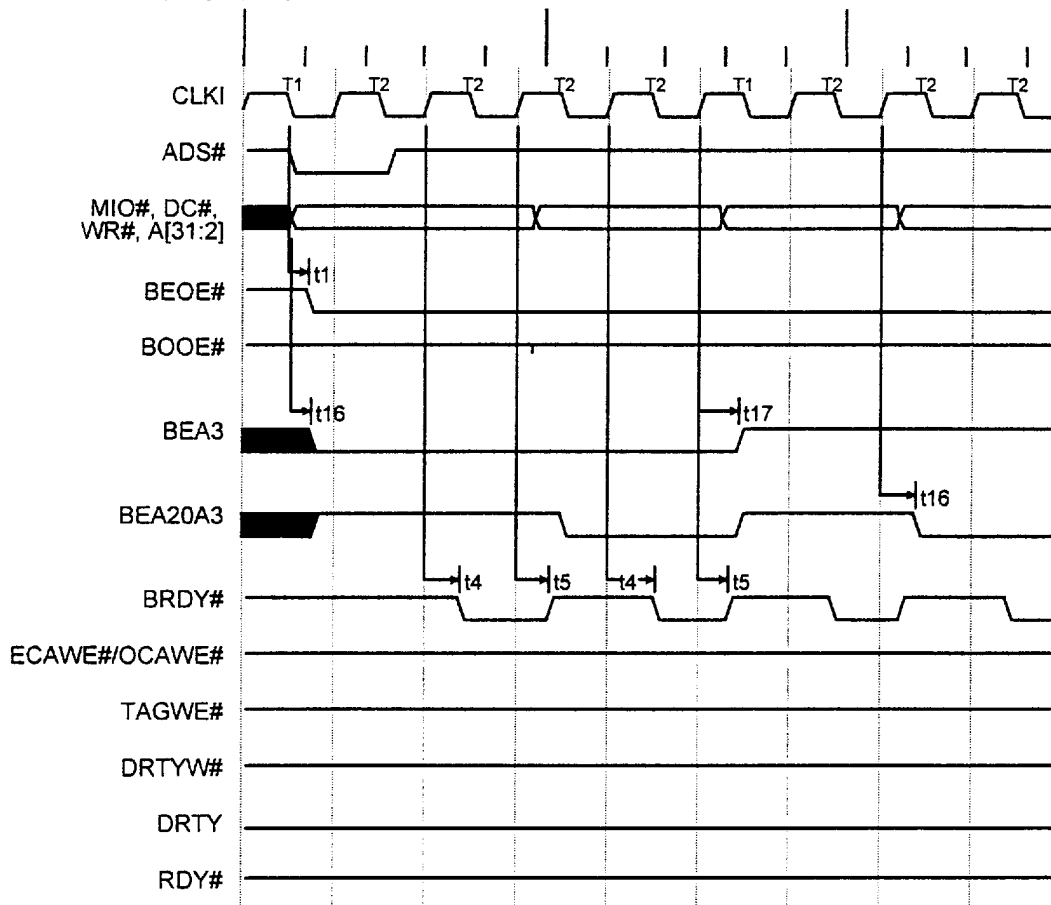 T1 T2 T2 T2 T2 T1 T2 T2 T2
CLKI
ADS#
MIO#, DC#,
WR#, A[31:2]
t1
BEOE#
BOOE#
t16 t17
BEA3
t16
BEA20A3
t4 t5 t4 t5
BRDY#
ECAWE#/OCAWE#
TAGWE#
DRTYW#
DRTY
RDY#